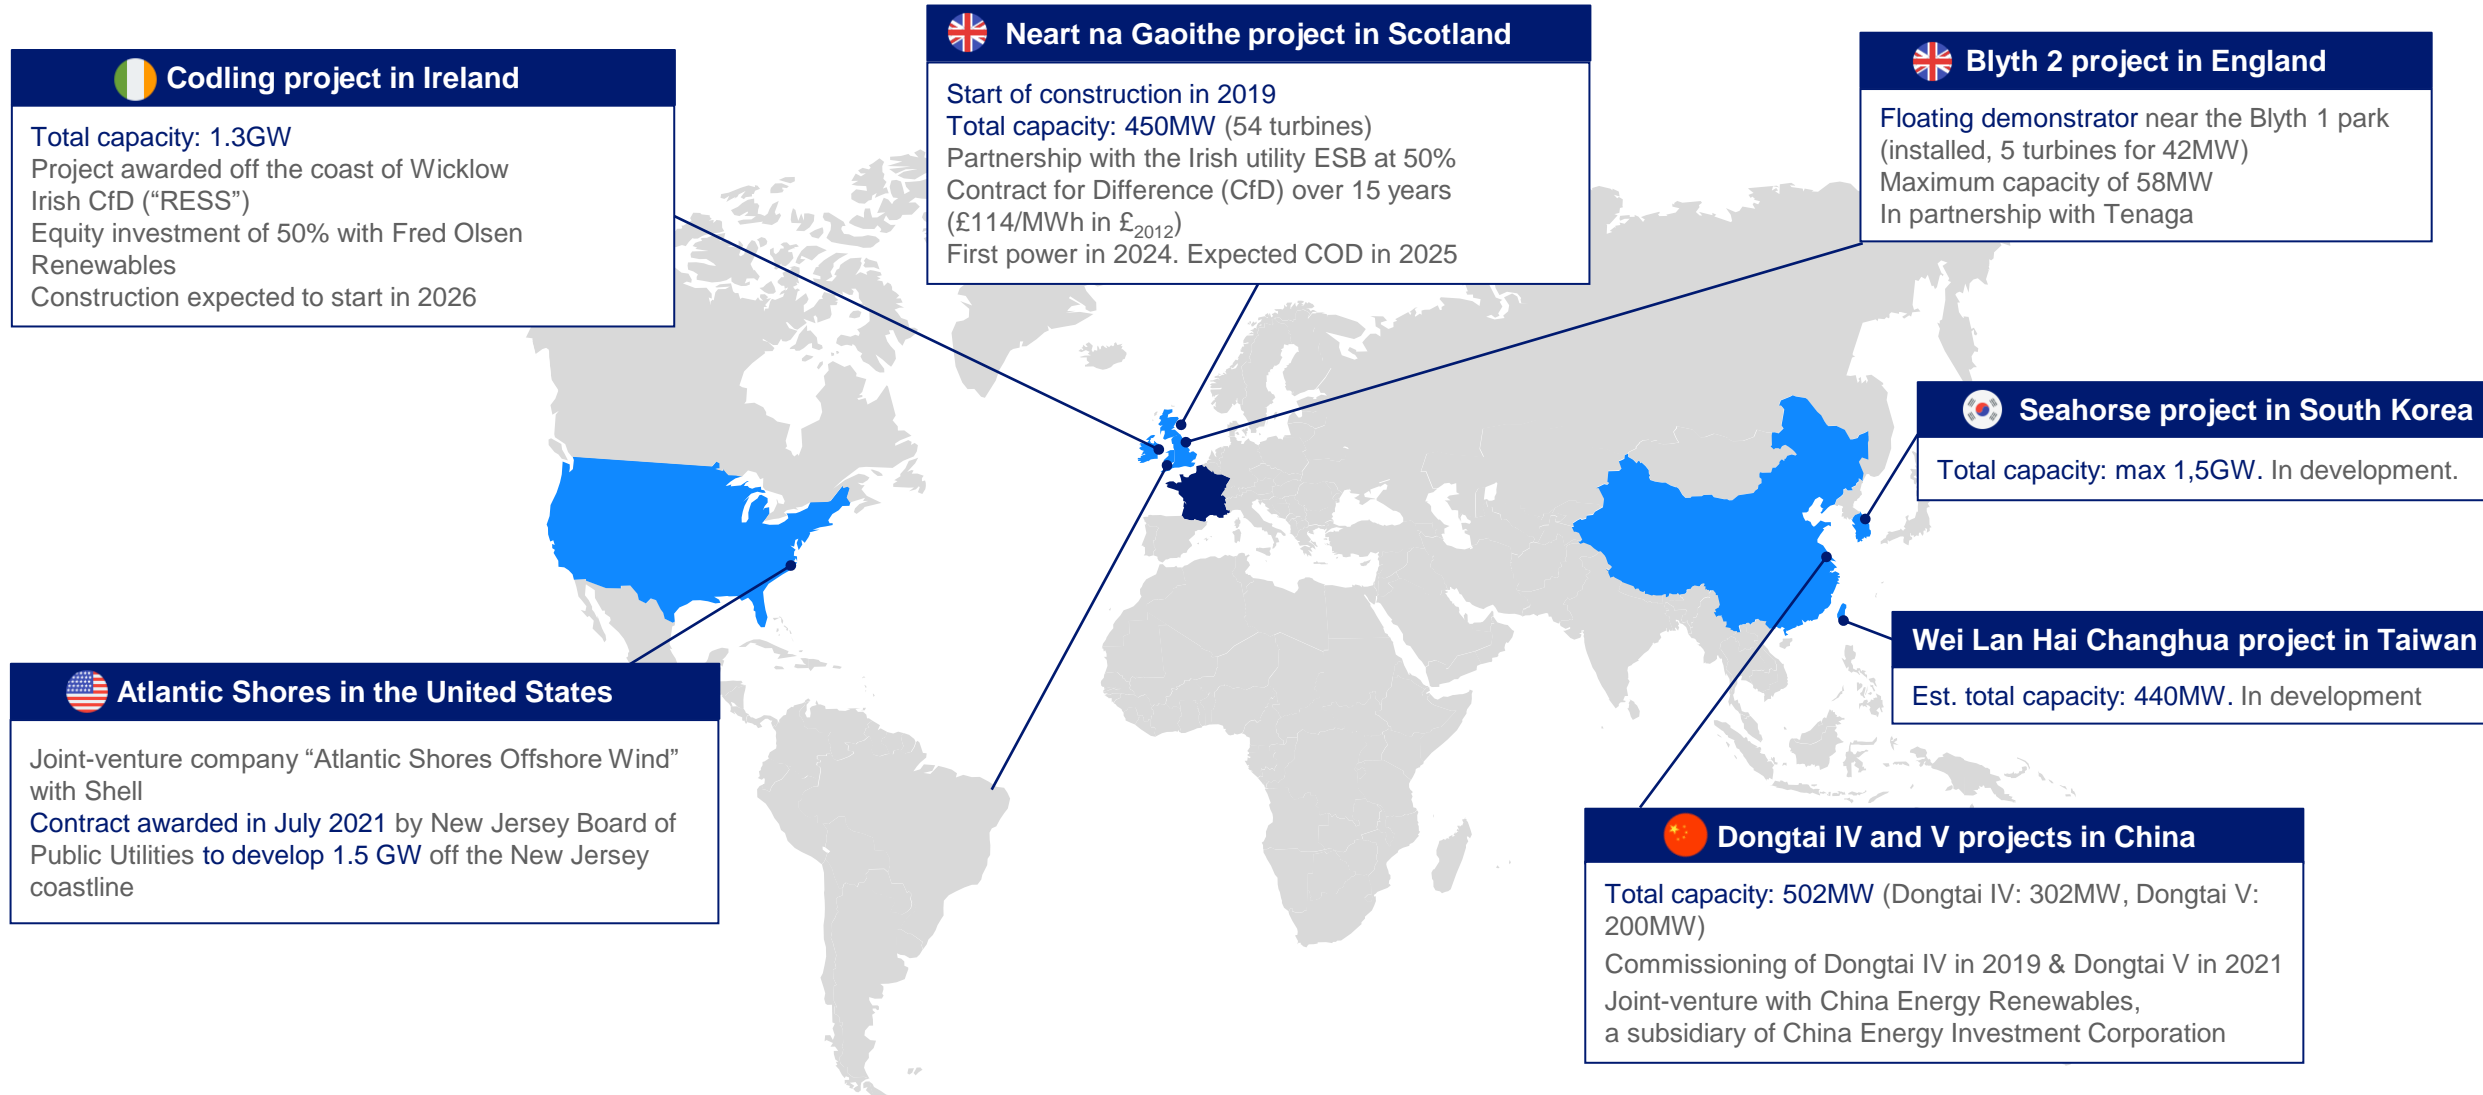 Codling project in Ireland
Total capacity: 1.3GW
Project awarded off the coast of Wicklow
Irish CfD (“RESS”)
Equity investment of 50% with Fred Olsen
Renewables
Construction expected to start in 2026
Neart na Gaoithe project in Scotland
Start of construction in 2019
Total capacity: 450MW (54 turbines)
Partnership with the Irish utility ESB at 50%
Contract for Difference (CfD) over 15 years
(£114/MWh in £2012)
First power in 2024. Expected COD in 2025
Blyth 2 project in England
Floating demonstrator near the Blyth 1 park
(installed, 5 turbines for 42MW)
Maximum capacity of 58MW
In partnership with Tenaga
Seahorse project in South Korea
Total capacity: max 1,5GW. In development.
Wei Lan Hai Changhua project in Taiwan
Est. total capacity: 440MW. In development
Atlantic Shores in the United States
Joint-venture company “Atlantic Shores Offshore Wind”
with Shell
Contract awarded in July 2021 by New Jersey Board of
Public Utilities to develop 1.5 GW off the New Jersey
coastline
Dongtai IV and V projects in China
Total capacity: 502MW (Dongtai IV: 302MW, Dongtai V:
200MW)
Commissioning of Dongtai IV in 2019 & Dongtai V in 2021
Joint-venture with China Energy Renewables,
a subsidiary of China Energy Investment Corporation